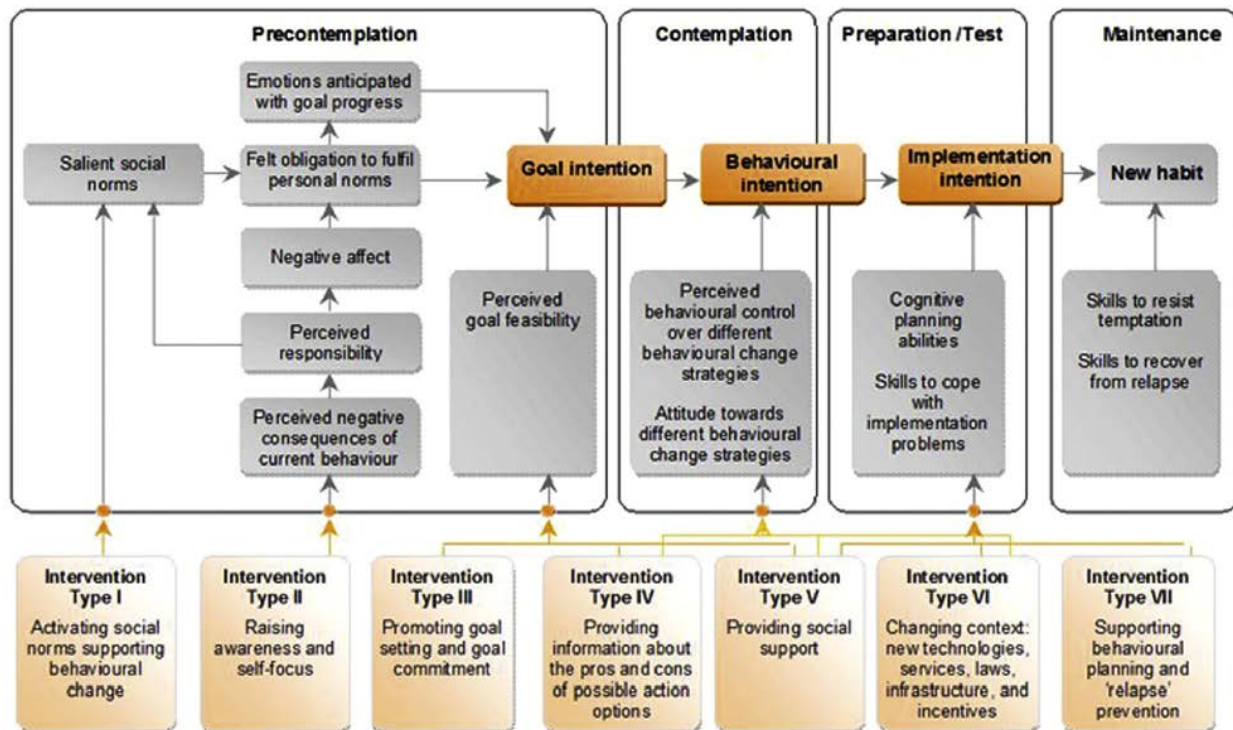 Precontemplation
Contemplation
Preparation /Test
Maintenance
Emotions anticipated
with goal progress
Salient social
norms
Felt obligation to fulfil
personal norms
Goal intention
Behavioural
intention
Implementation
intention
New habit
Negative affect
Perceived
responsibility
Perceived negative
consequences of
current behaviour
Perceived
goal feasibility
Perceived
behavioural control
over different
behavioural change
strategies
Attitude towards
different behavioural
change strategies
Cognitive
planning
abilities
Skills to cope
with
implementation
problems
Skills to resist
temptation
Skills to recover
from relapse
Intervention
Type I
Activating social
norms supporting
behavioural
change
Intervention
Type II
Raising
awareness and
self-focus
Intervention
Type III
Promoting goal
setting and goal
commitment
Intervention
Type IV
Providing
information about
the pros and cons
of possible action
options
Intervention
Type V
Providing social
support
Intervention
Type VI
Changing context:
new technologies,
services, laws,
infrastructure, and
incentives
Intervention
Type VII
Supporting
behavioural
planning and
‘relapse’
prevention